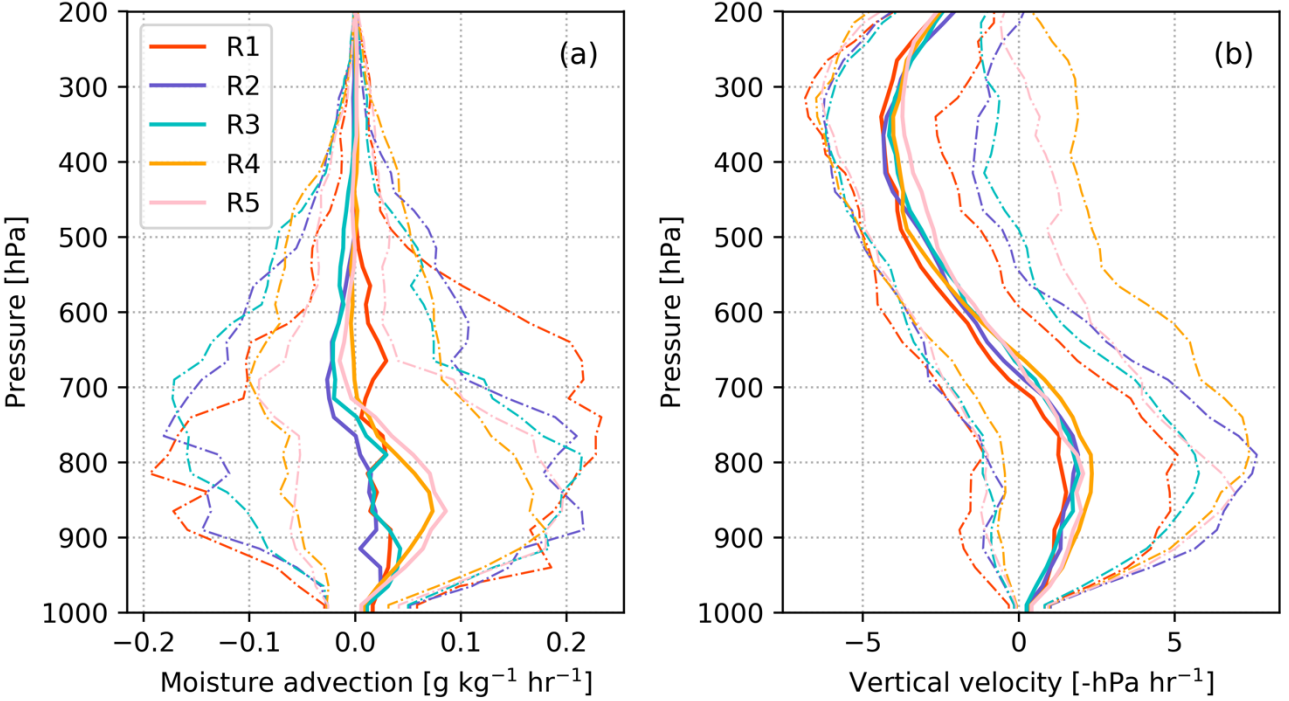 (a)
R1
R2
R3
R4
R5
200
300
400
500
600
700
800
900
1000
Pressure [hPa]
−0.2
−0.1
0.0
0.1
0.2
Moisture advection [g kg⁻¹ hr⁻¹]
(b)
200
300
400
500
600
700
800
900
1000
Pressure [hPa]
−5
0
5
Vertical velocity [-hPa hr⁻¹]